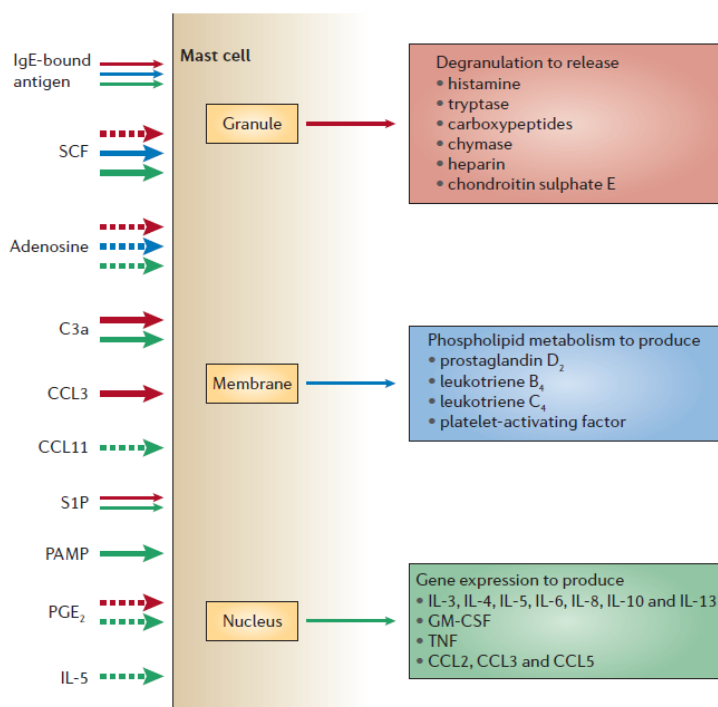 IgE-bound
antigen
SCF
Adenosine
C3a
CCL3
CCL11
S1P
PAMP
PGE₂
IL-5
Mast cell
Granule
Membrane
Nucleus
Degranulation to release
• histamine
• tryptase
• carboxypeptides
• chymase
• heparin
• chondroitin sulphate E
Phospholipid metabolism to produce
• prostaglandin D₂
• leukotriene B₄
• leukotriene C₄
• platelet-activating factor
Gene expression to produce
• IL-3, IL-4, IL-5, IL-6, IL-8, IL-10 and IL-13
• GM-CSF
• TNF
• CCL2, CCL3 and CCL5